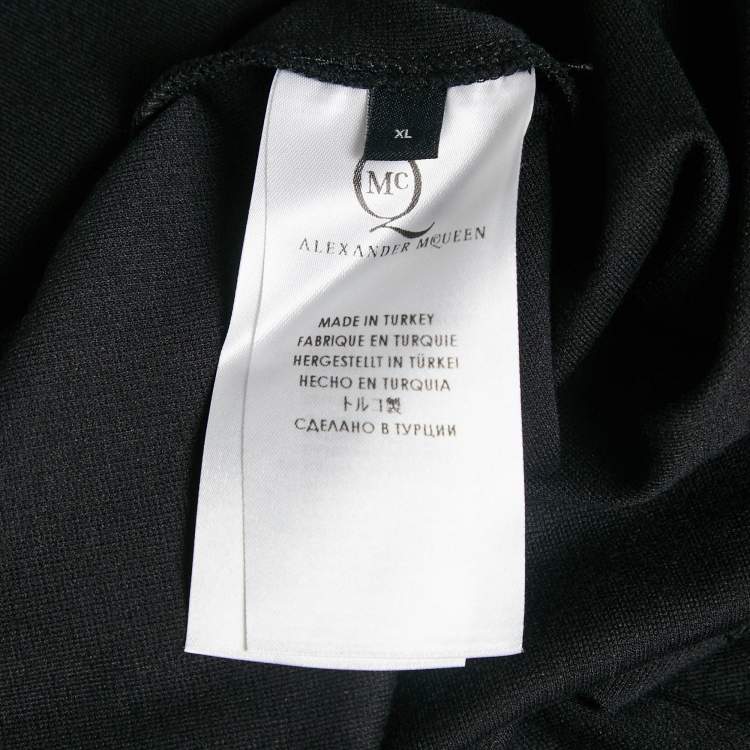 XL
McQ
ALEXANDER MCQUEEN
MADE IN TURKEY
FABRIQUE EN TURQUIE
HERGESTELLT IN TÜRKEI
HECHO EN TURQUIA
トルコ製
СДЕЛАНО В ТУРЦИИ